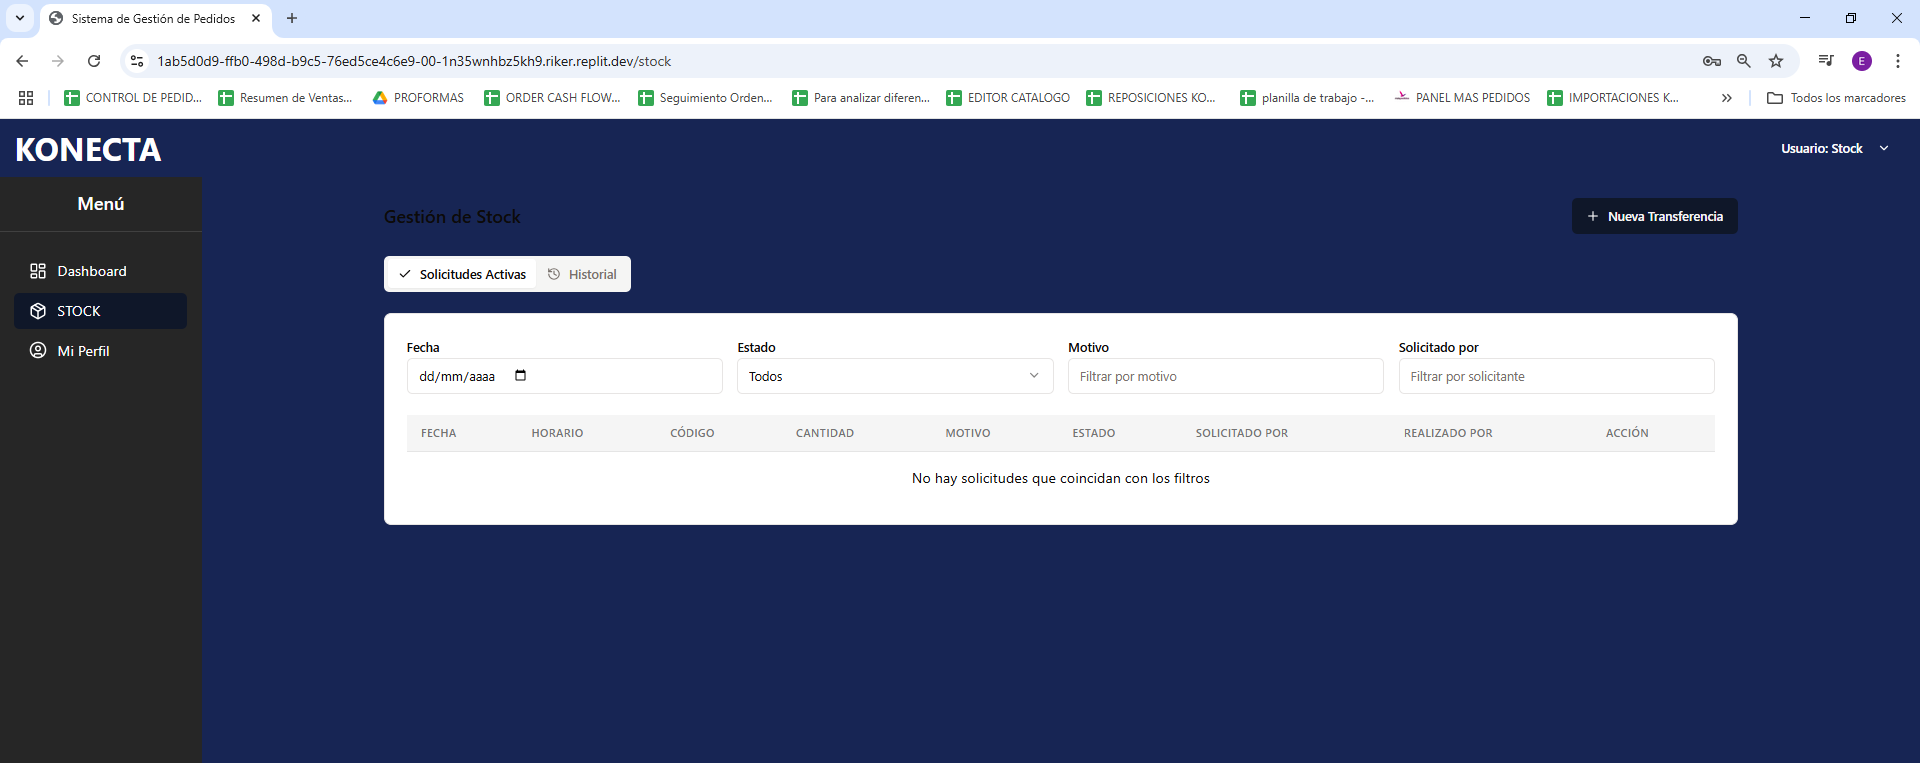 Sistema de Gestión de Pedidos
1ab5d0d9-ffb0-498d-b9c5-76ed5ce4c6e9-00-1n35wnhbz5kh9.riker.replit.dev/stock
E
CONTROL DE PEDID...
Resumen de Ventas...
PROFORMAS
ORDER CASH FLOW...
Seguimiento Orden...
Para analizar diferen...
EDITOR CATALOGO
REPOSICIONES KO...
planilla de trabajo -...
PANEL MAS PEDIDOS
IMPORTACIONES K...
Todos los marcadores
KONECTA
Usuario: Stock
Menú
Dashboard
STOCK
Mi Perfil
Gestión de Stock
Nueva Transferencia
Solicitudes Activas
Historial
Fecha
Estado
Motivo
Solicitado por
dd/mm/aaaa
Todos
Filtrar por motivo
Filtrar por solicitante
FECHA
HORARIO
CÓDIGO
CANTIDAD
MOTIVO
ESTADO
SOLICITADO POR
REALIZADO POR
ACCIÓN
No hay solicitudes que coincidan con los filtros